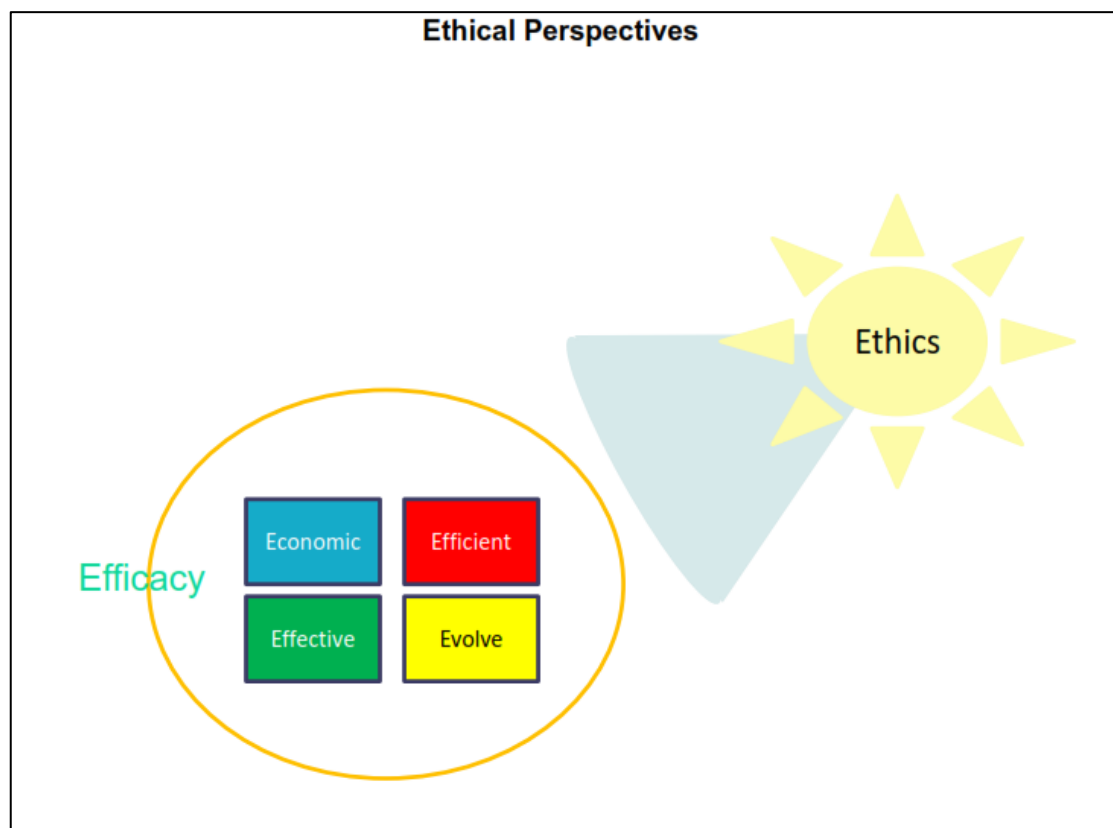 Ethical Perspectives
Ethics
Economic
Efficient
Efficacy
Effective
Evolve